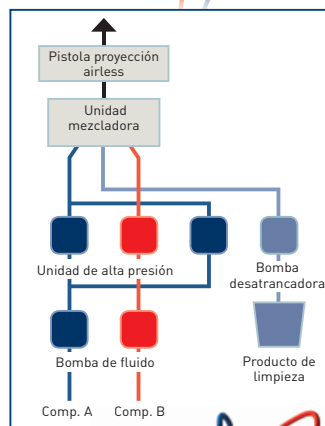 Pistola proyección
airless
Unidad
mezcladora
Unidad de alta presión
Bomba
desatrancadora
Bomba de fluido
Producto de
limpieza
Comp. A
Comp. B